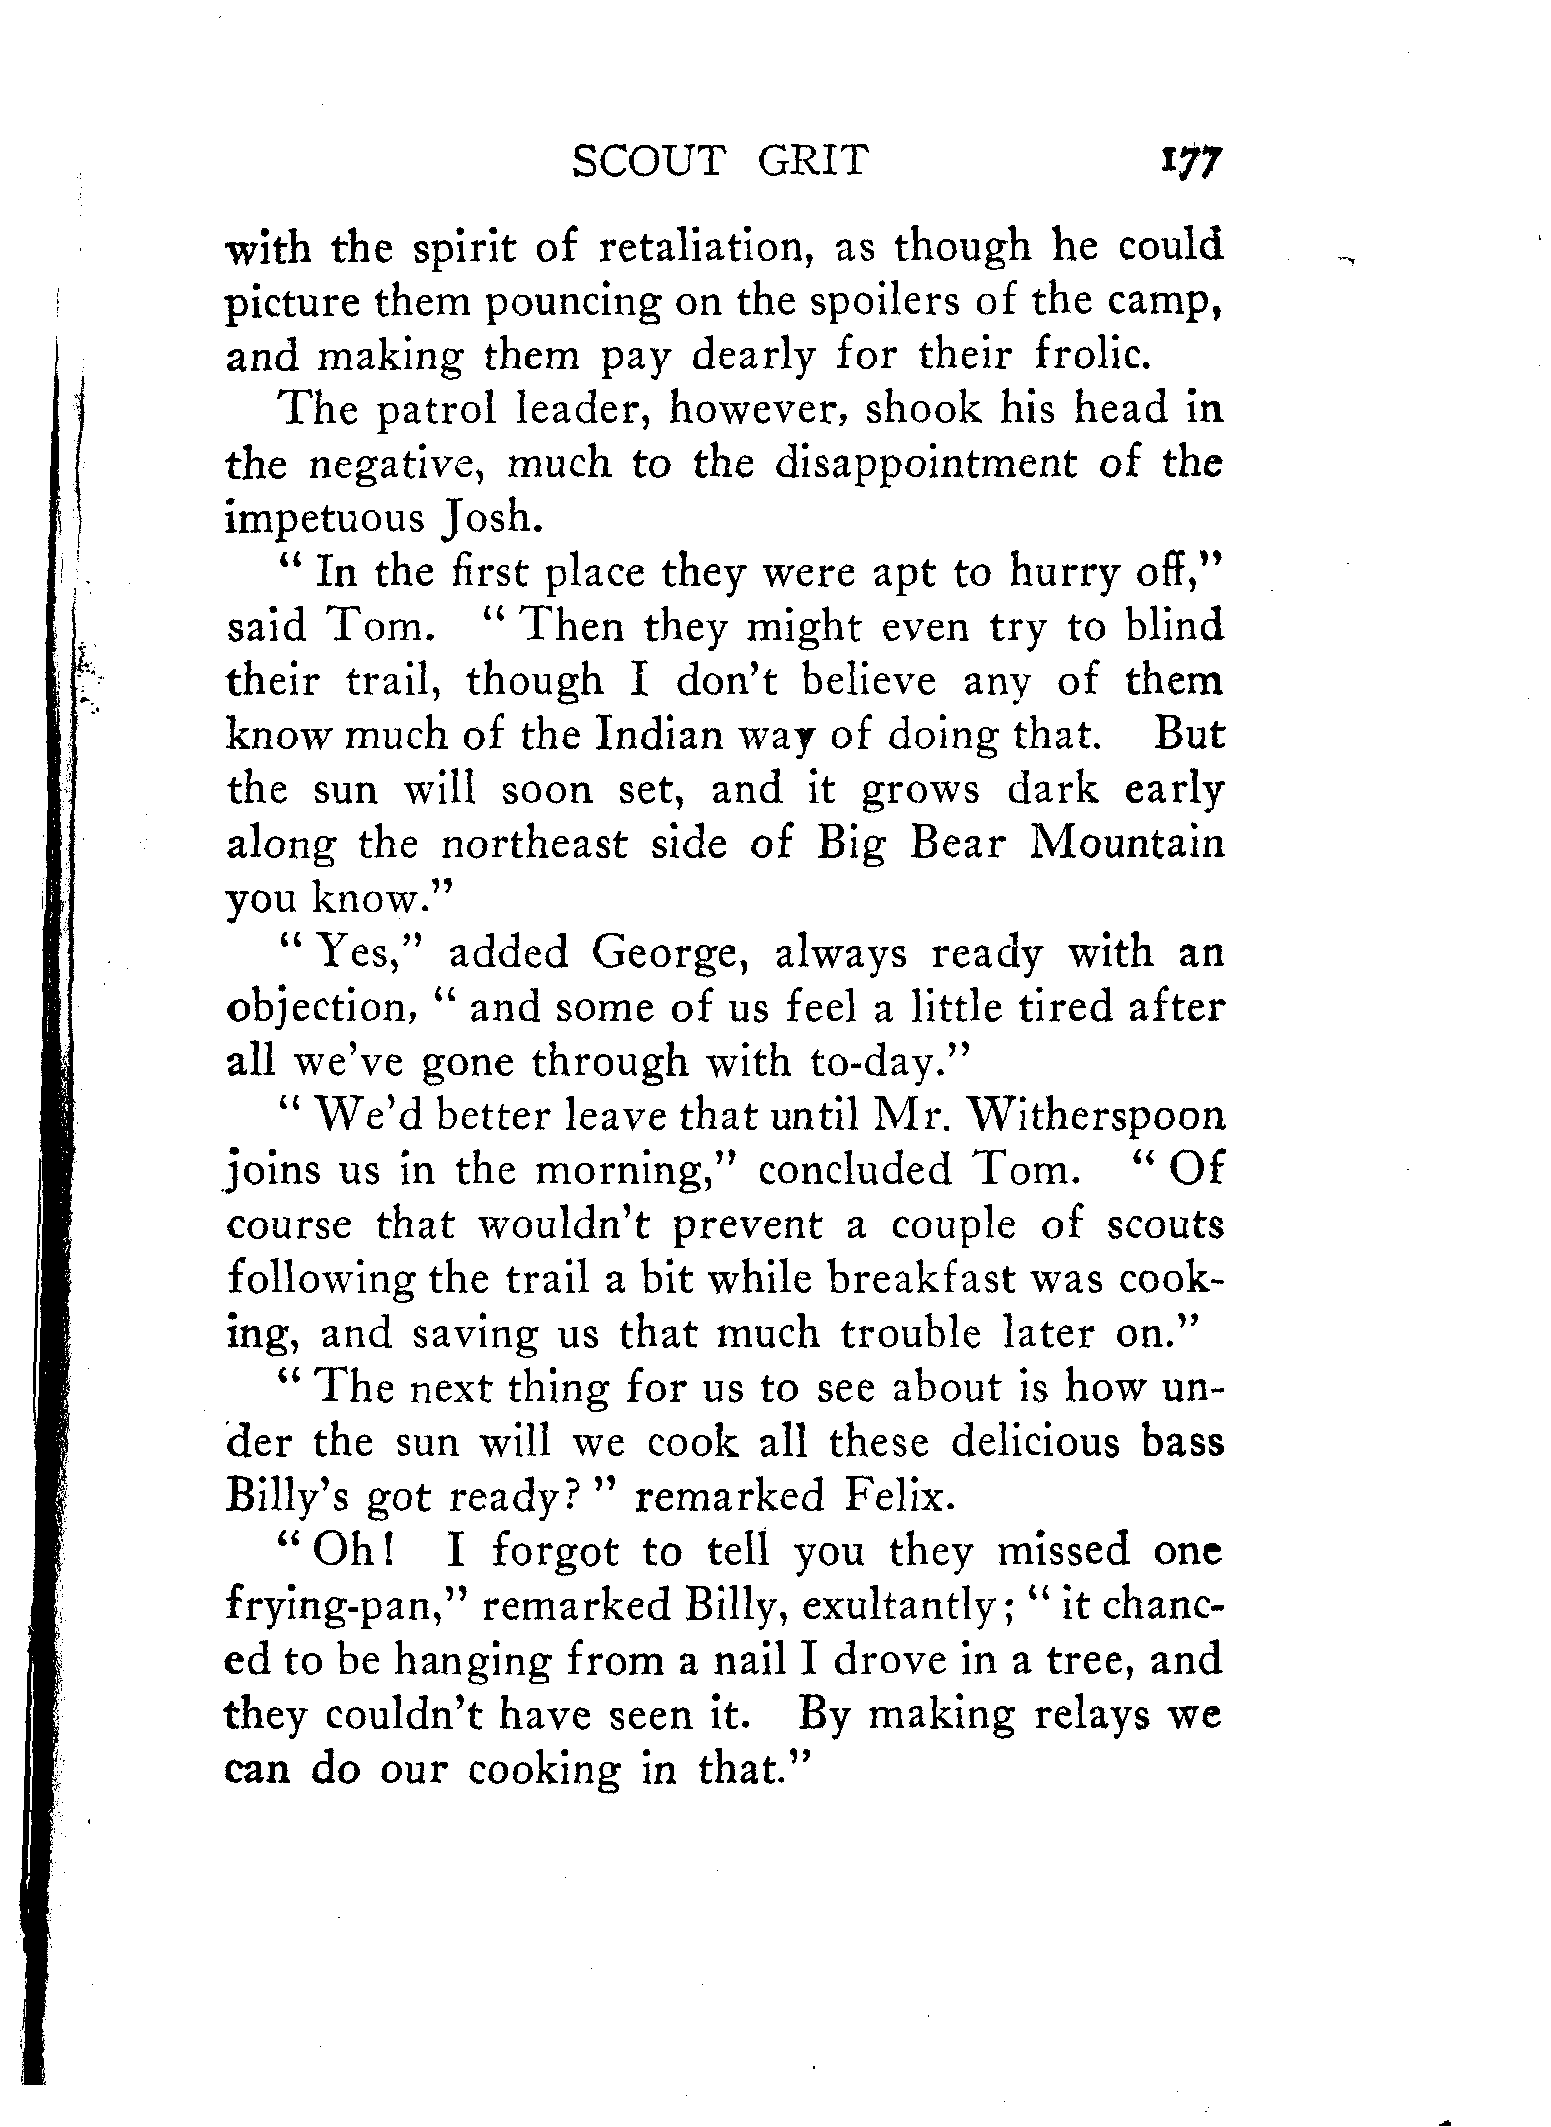 SCOUT GRIT 177
with the spirit of retaliation, as though he could
picture them pouncing on the spoilers of the camp,
and making them pay dearly for their frolic.
The patrol leader, however, shook his head in
the negative, much to the disappointment of the
impetuous Josh.
“ In the first place they were apt to hurry off,”
said Tom. “ Then they might even try to blind
their trail, though I don’t believe any of them
know much of the Indian way of doing that. But
the sun will soon set, and it grows dark early
along the northeast side of Big Bear Mountain
you know.”
“ Yes,” added George, always ready with an
objection, “ and some of us feel a little tired after
all we’ve gone through with to-day.”
“ We’d better leave that until Mr. Witherspoon
joins us in the morning,” concluded Tom. “ Of
course that wouldn’t prevent a couple of scouts
following the trail a bit while breakfast was cook-
ing, and saving us that much trouble later on.”
“ The next thing for us to see about is how un-
der the sun will we cook all these delicious bass
Billy’s got ready? ” remarked Felix.
“ Oh! I forgot to tell you they missed one
frying-pan,” remarked Billy, exultantly; “ it chanc-
ed to be hanging from a nail I drove in a tree, and
they couldn’t have seen it. By making relays we
can do our cooking in that.”